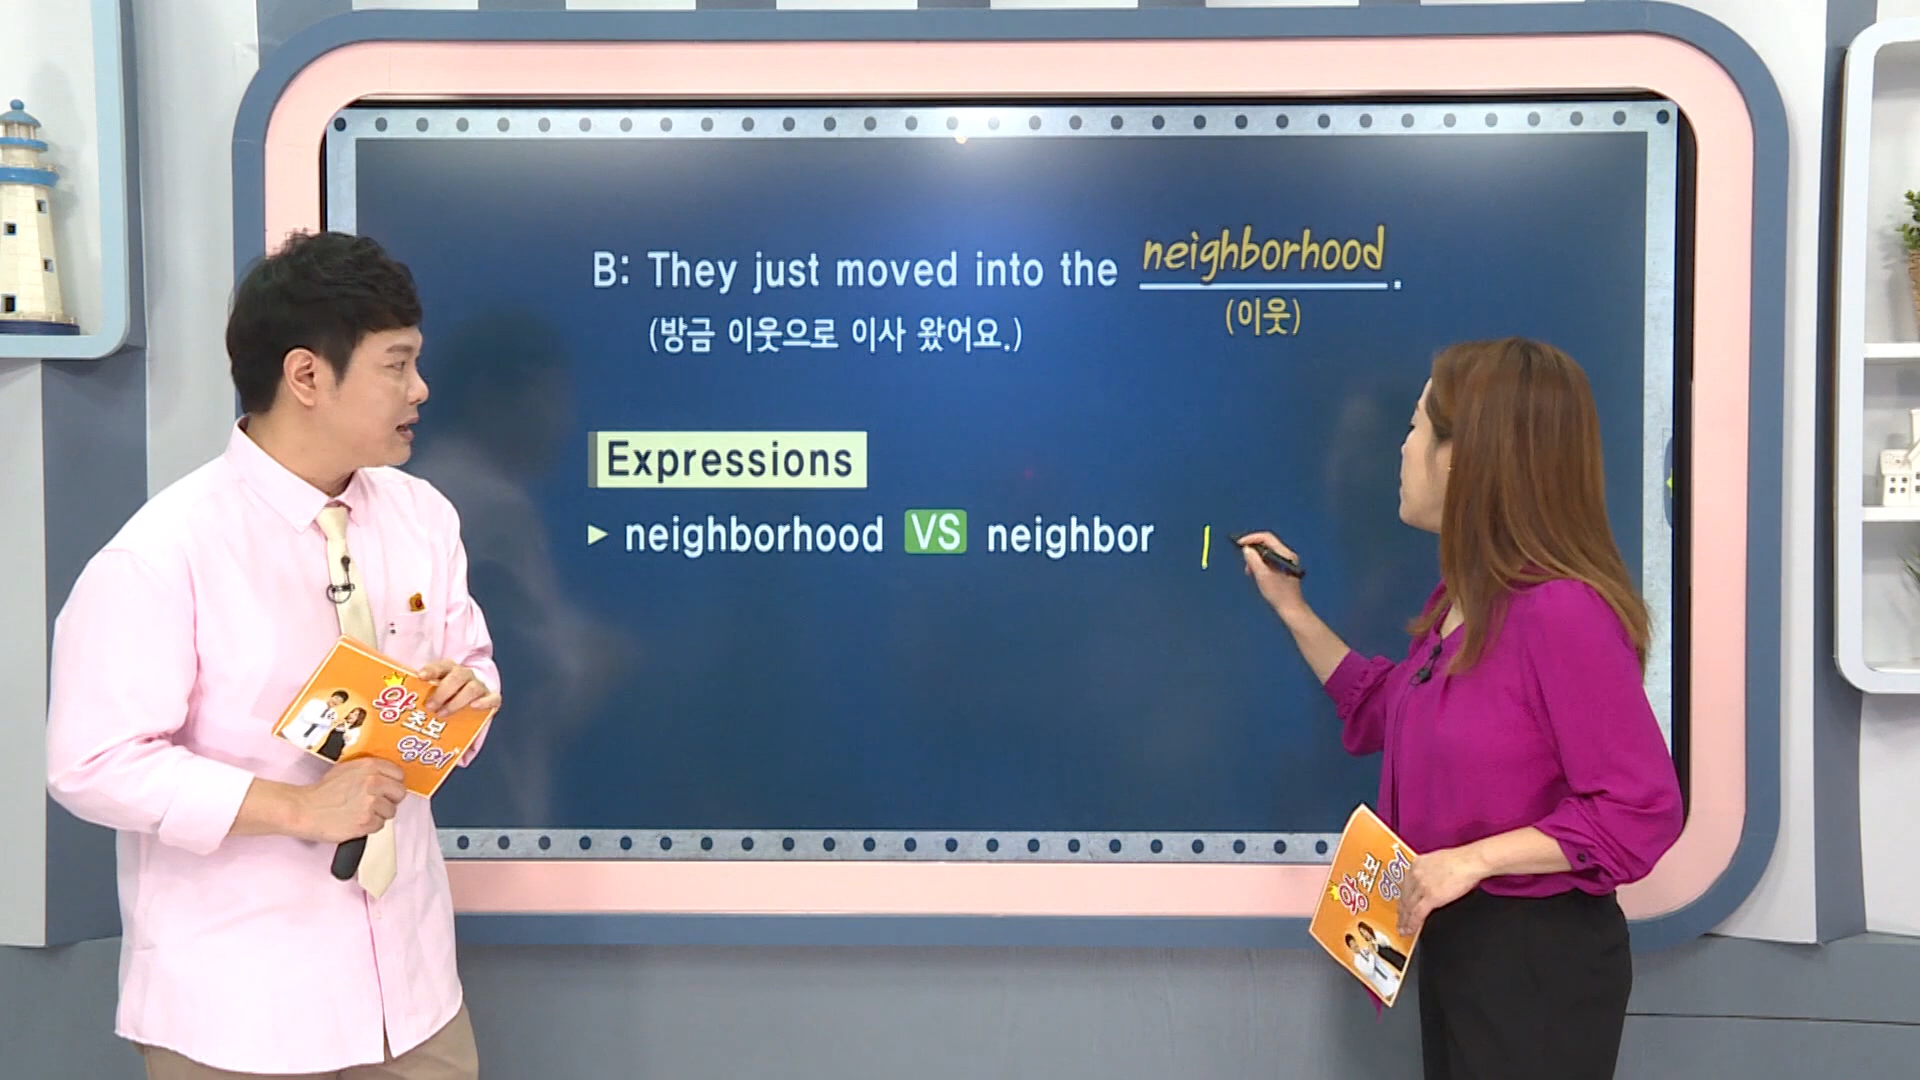 B: They just moved into the neighborhood.
(방금 이웃으로 이사 왔어요.)
(이웃)
Expressions
▶ neighborhood VS neighbor
왕초보
영어
왕초보
영어